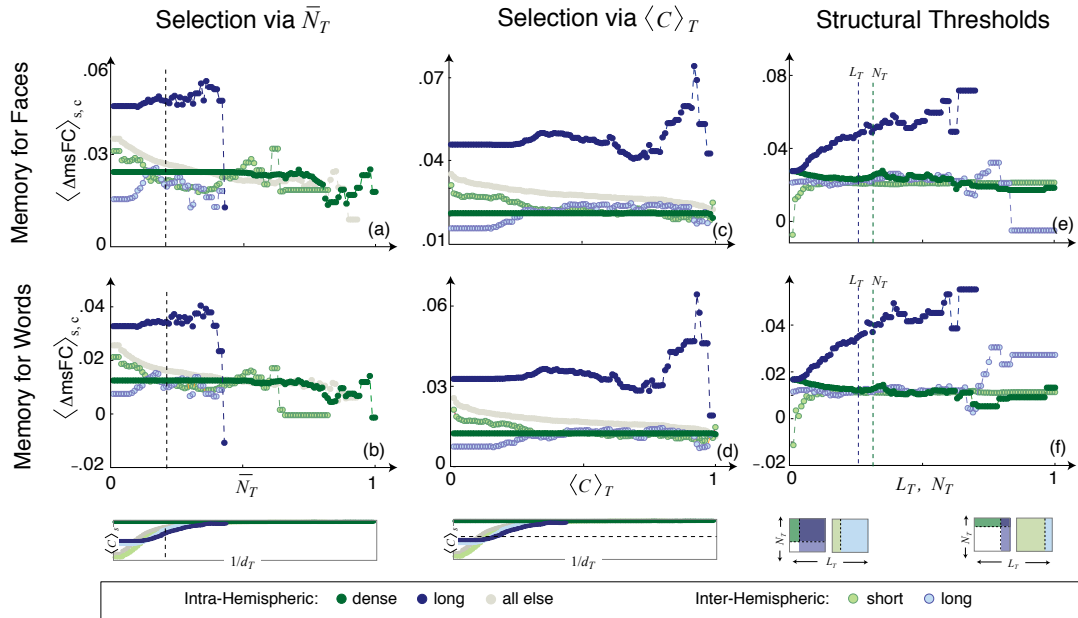 Selection via N̅_T
Selection via ⟨C⟩_T
Structural Thresholds
Memory for Faces
⟨ΔmsFC⟩_s, c
.06
.03
0
(a)
.07
.04
.01
(c)
.08
.04
0
L_T N_T
(e)
Memory for Words
⟨ΔmsFC⟩_s, c
.04
.02
0
-.02
(b)
0
N̅_T
1
.06
.03
0
(d)
0
⟨C⟩_T
1
.04
.02
0
-.02
L_T N_T
(f)
0
L_T, N_T
1
⟨C⟩_s
1/d_T
⟨C⟩_s
1/d_T
N_T
L_T
N_T
L_T
Intra-Hemispheric: dense long all else
Inter-Hemispheric: short long